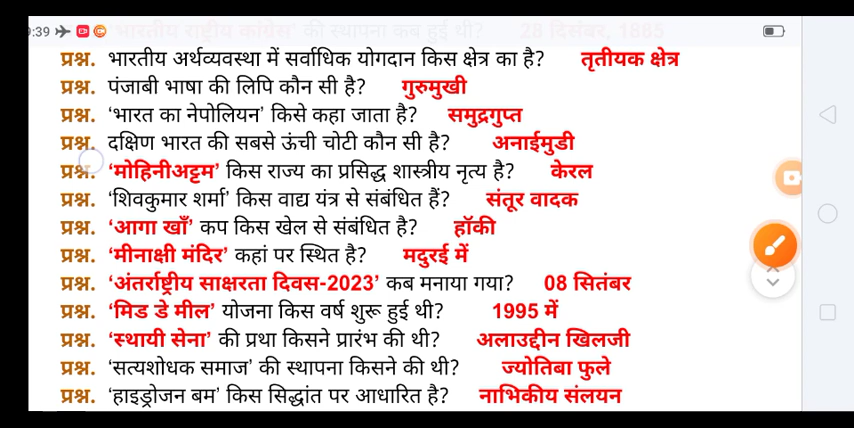 :39
'भारतीय राष्ट्रीय कांग्रेस' की स्थापना कब हुई थी? 28 दिसंबर, 1885
प्रश्न. भारतीय अर्थव्यवस्था में सर्वाधिक योगदान किस क्षेत्र का है? तृतीयक क्षेत्र
प्रश्न. पंजाबी भाषा की लिपि कौन सी है? गुरुमुखी
प्रश्न. 'भारत का नेपोलियन' किसे कहा जाता है? समुद्रगुप्त
प्रश्न. दक्षिण भारत की सबसे ऊंची चोटी कौन सी है? अनाईमुडी
प्रश्न. 'मोहिनीअट्टम' किस राज्य का प्रसिद्ध शास्त्रीय नृत्य है? केरल
प्रश्न. 'शिवकुमार शर्मा' किस वाद्य यंत्र से संबंधित हैं? संतूर वादक
प्रश्न. 'आगा खाँ' कप किस खेल से संबंधित है? हॉकी
प्रश्न. 'मीनाक्षी मंदिर' कहां पर स्थित है? मदुरई में
प्रश्न. 'अंतर्राष्ट्रीय साक्षरता दिवस-2023' कब मनाया गया? 08 सितंबर
प्रश्न. 'मिड डे मील' योजना किस वर्ष शुरू हुई थी? 1995 में
प्रश्न. 'स्थायी सेना' की प्रथा किसने प्रारंभ की थी? अलाउद्दीन खिलजी
प्रश्न. 'सत्यशोधक समाज' की स्थापना किसने की थी? ज्योतिबा फुले
प्रश्न. 'हाइड्रोजन बम' किस सिद्धांत पर आधारित है? नाभिकीय संलयन